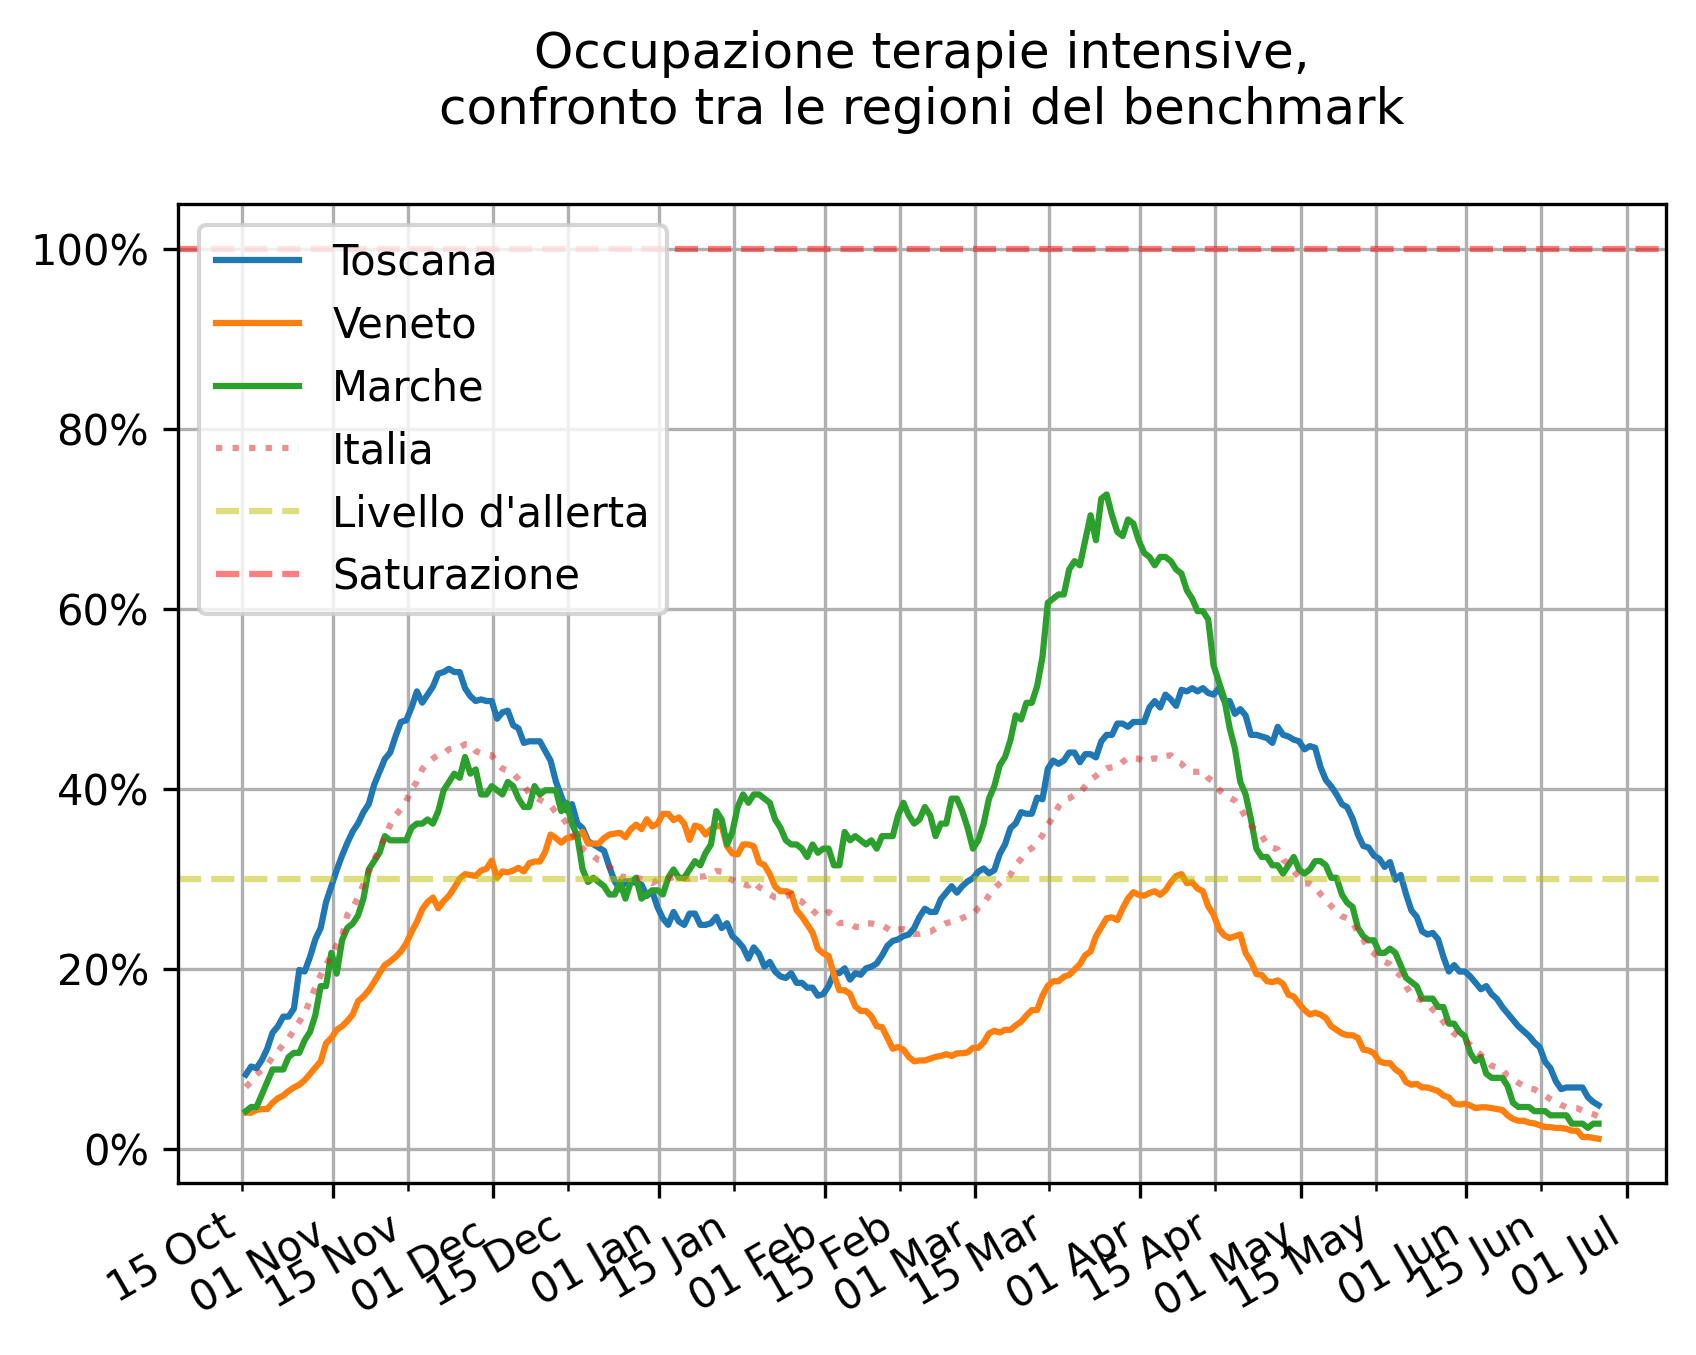 Occupazione terapie intensive,
confronto tra le regioni del benchmark
100%
80%
60%
40%
20%
0%
Toscana
Veneto
Marche
Italia
Livello d'allerta
Saturazione
15 Oct
01 Nov
15 Nov
01 Dec
15 Dec
01 Jan
15 Jan
01 Feb
15 Feb
01 Mar
15 Mar
01 Apr
15 Apr
01 May
15 May
01 Jun
15 Jun
01 Jul